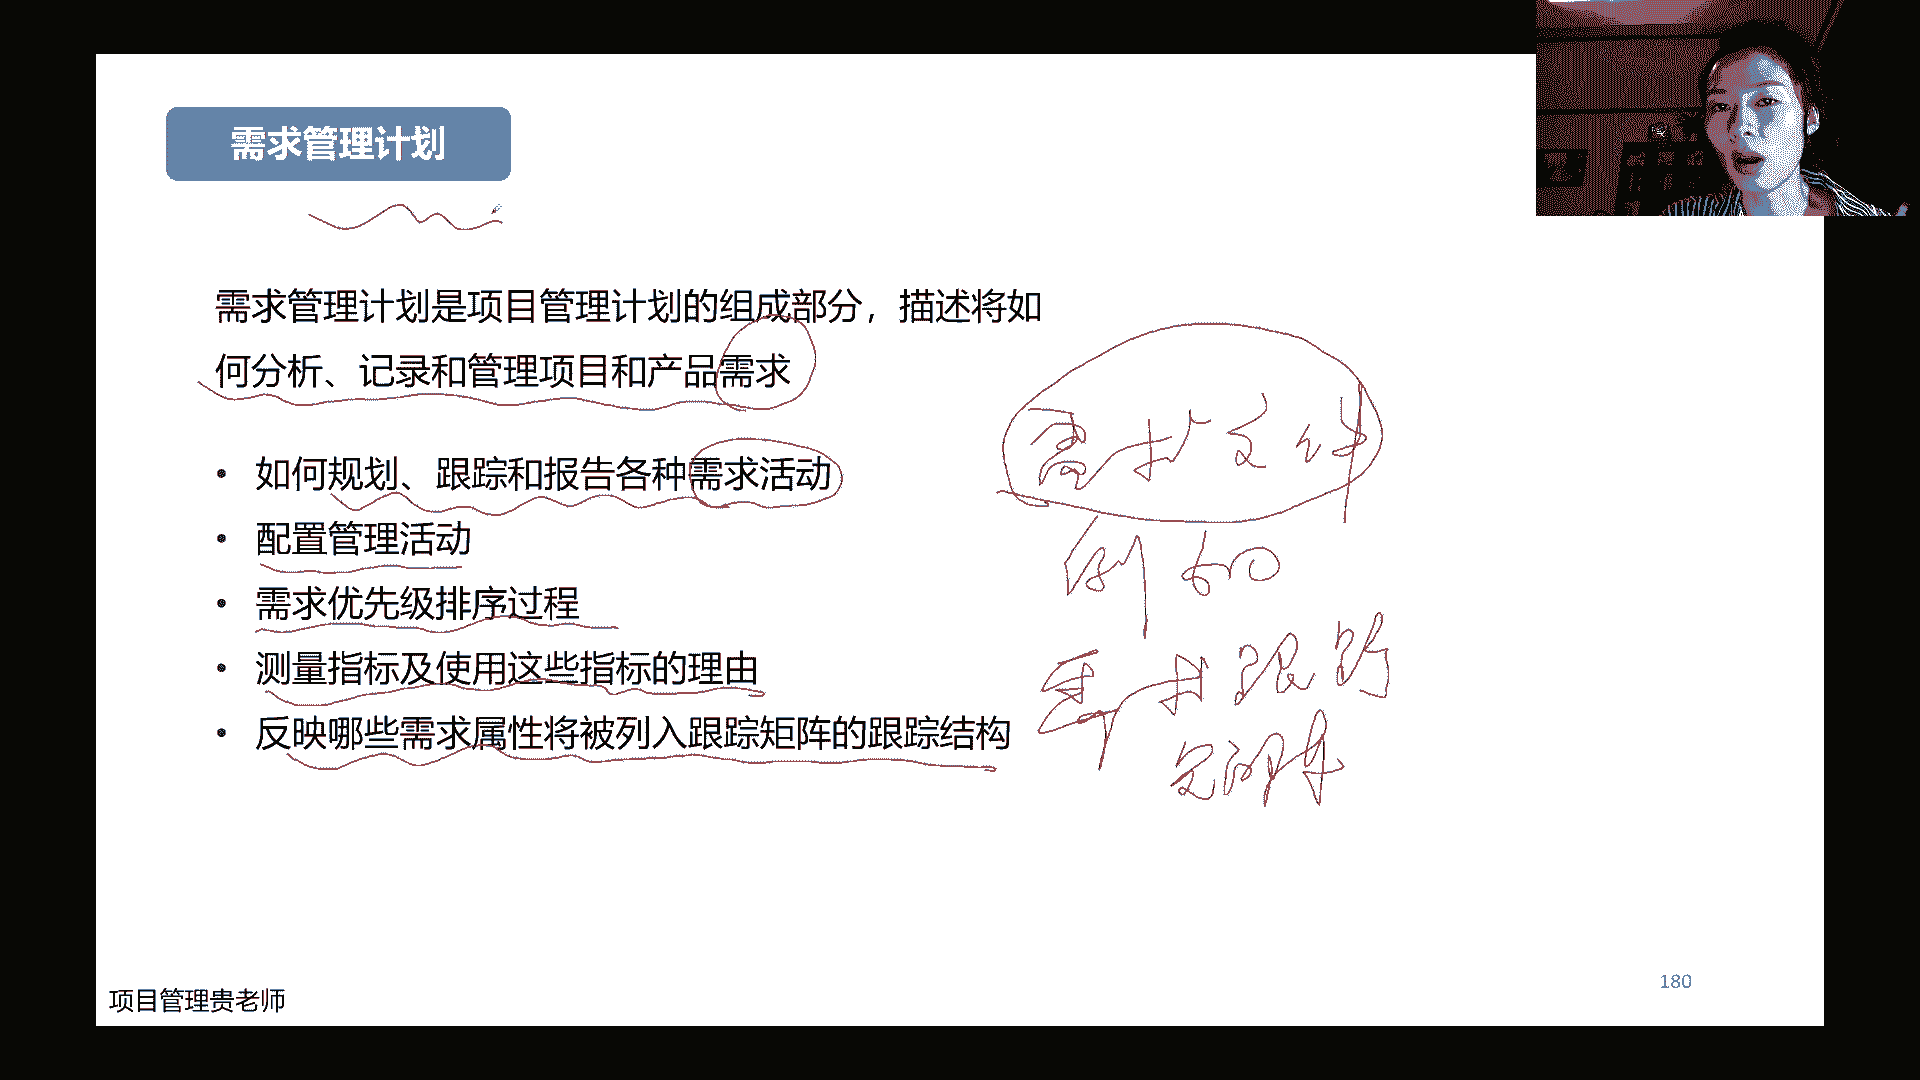 需求管理计划
需求管理计划是项目管理计划的组成部分，描述将如
何分析、记录和管理项目和产品需求
• 如何规划、跟踪和报告各种需求活动
• 配置管理活动
• 需求优先级排序过程
• 测量指标及使用这些指标的理由
• 反映哪些需求属性将被列入跟踪矩阵的跟踪结构
需求文件
例如
需求跟踪
矩阵
180
项目管理贵老师